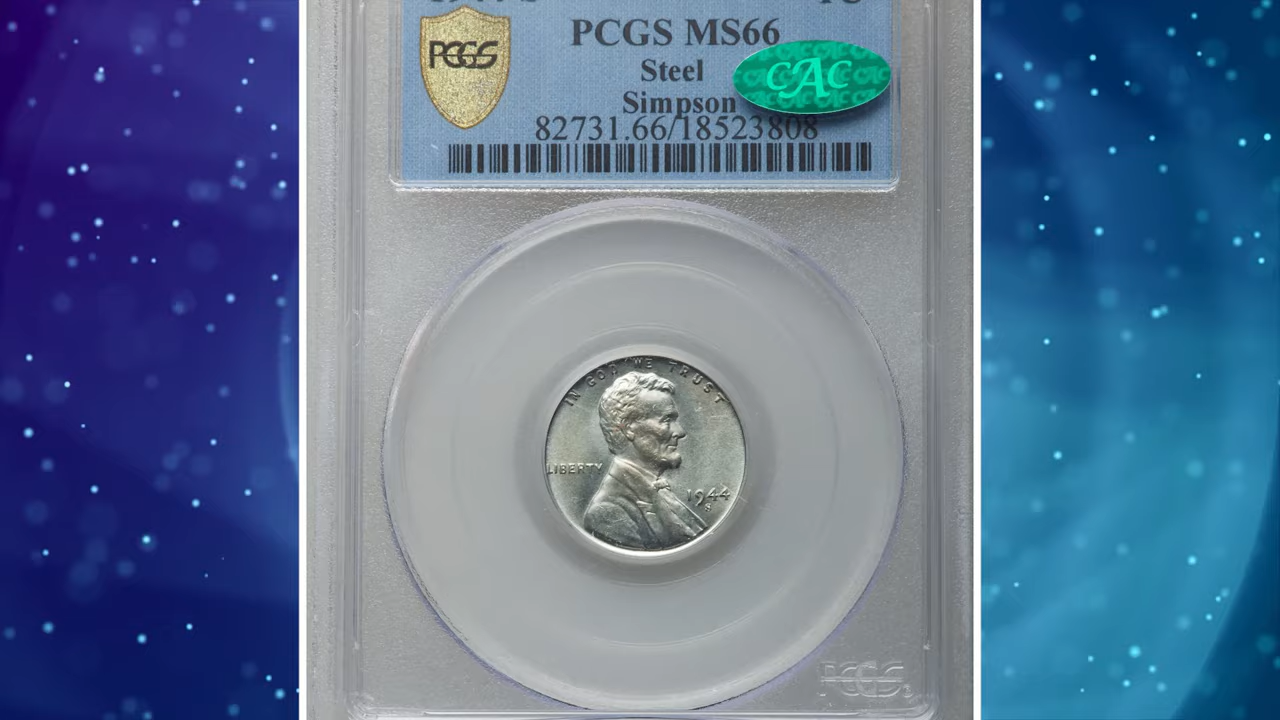 PCGS MS66
PCGS
Steel
CAC
Simpson
82731.66/18523808
IN GOD WE TRUST
LIBERTY
1944
S
PCGS